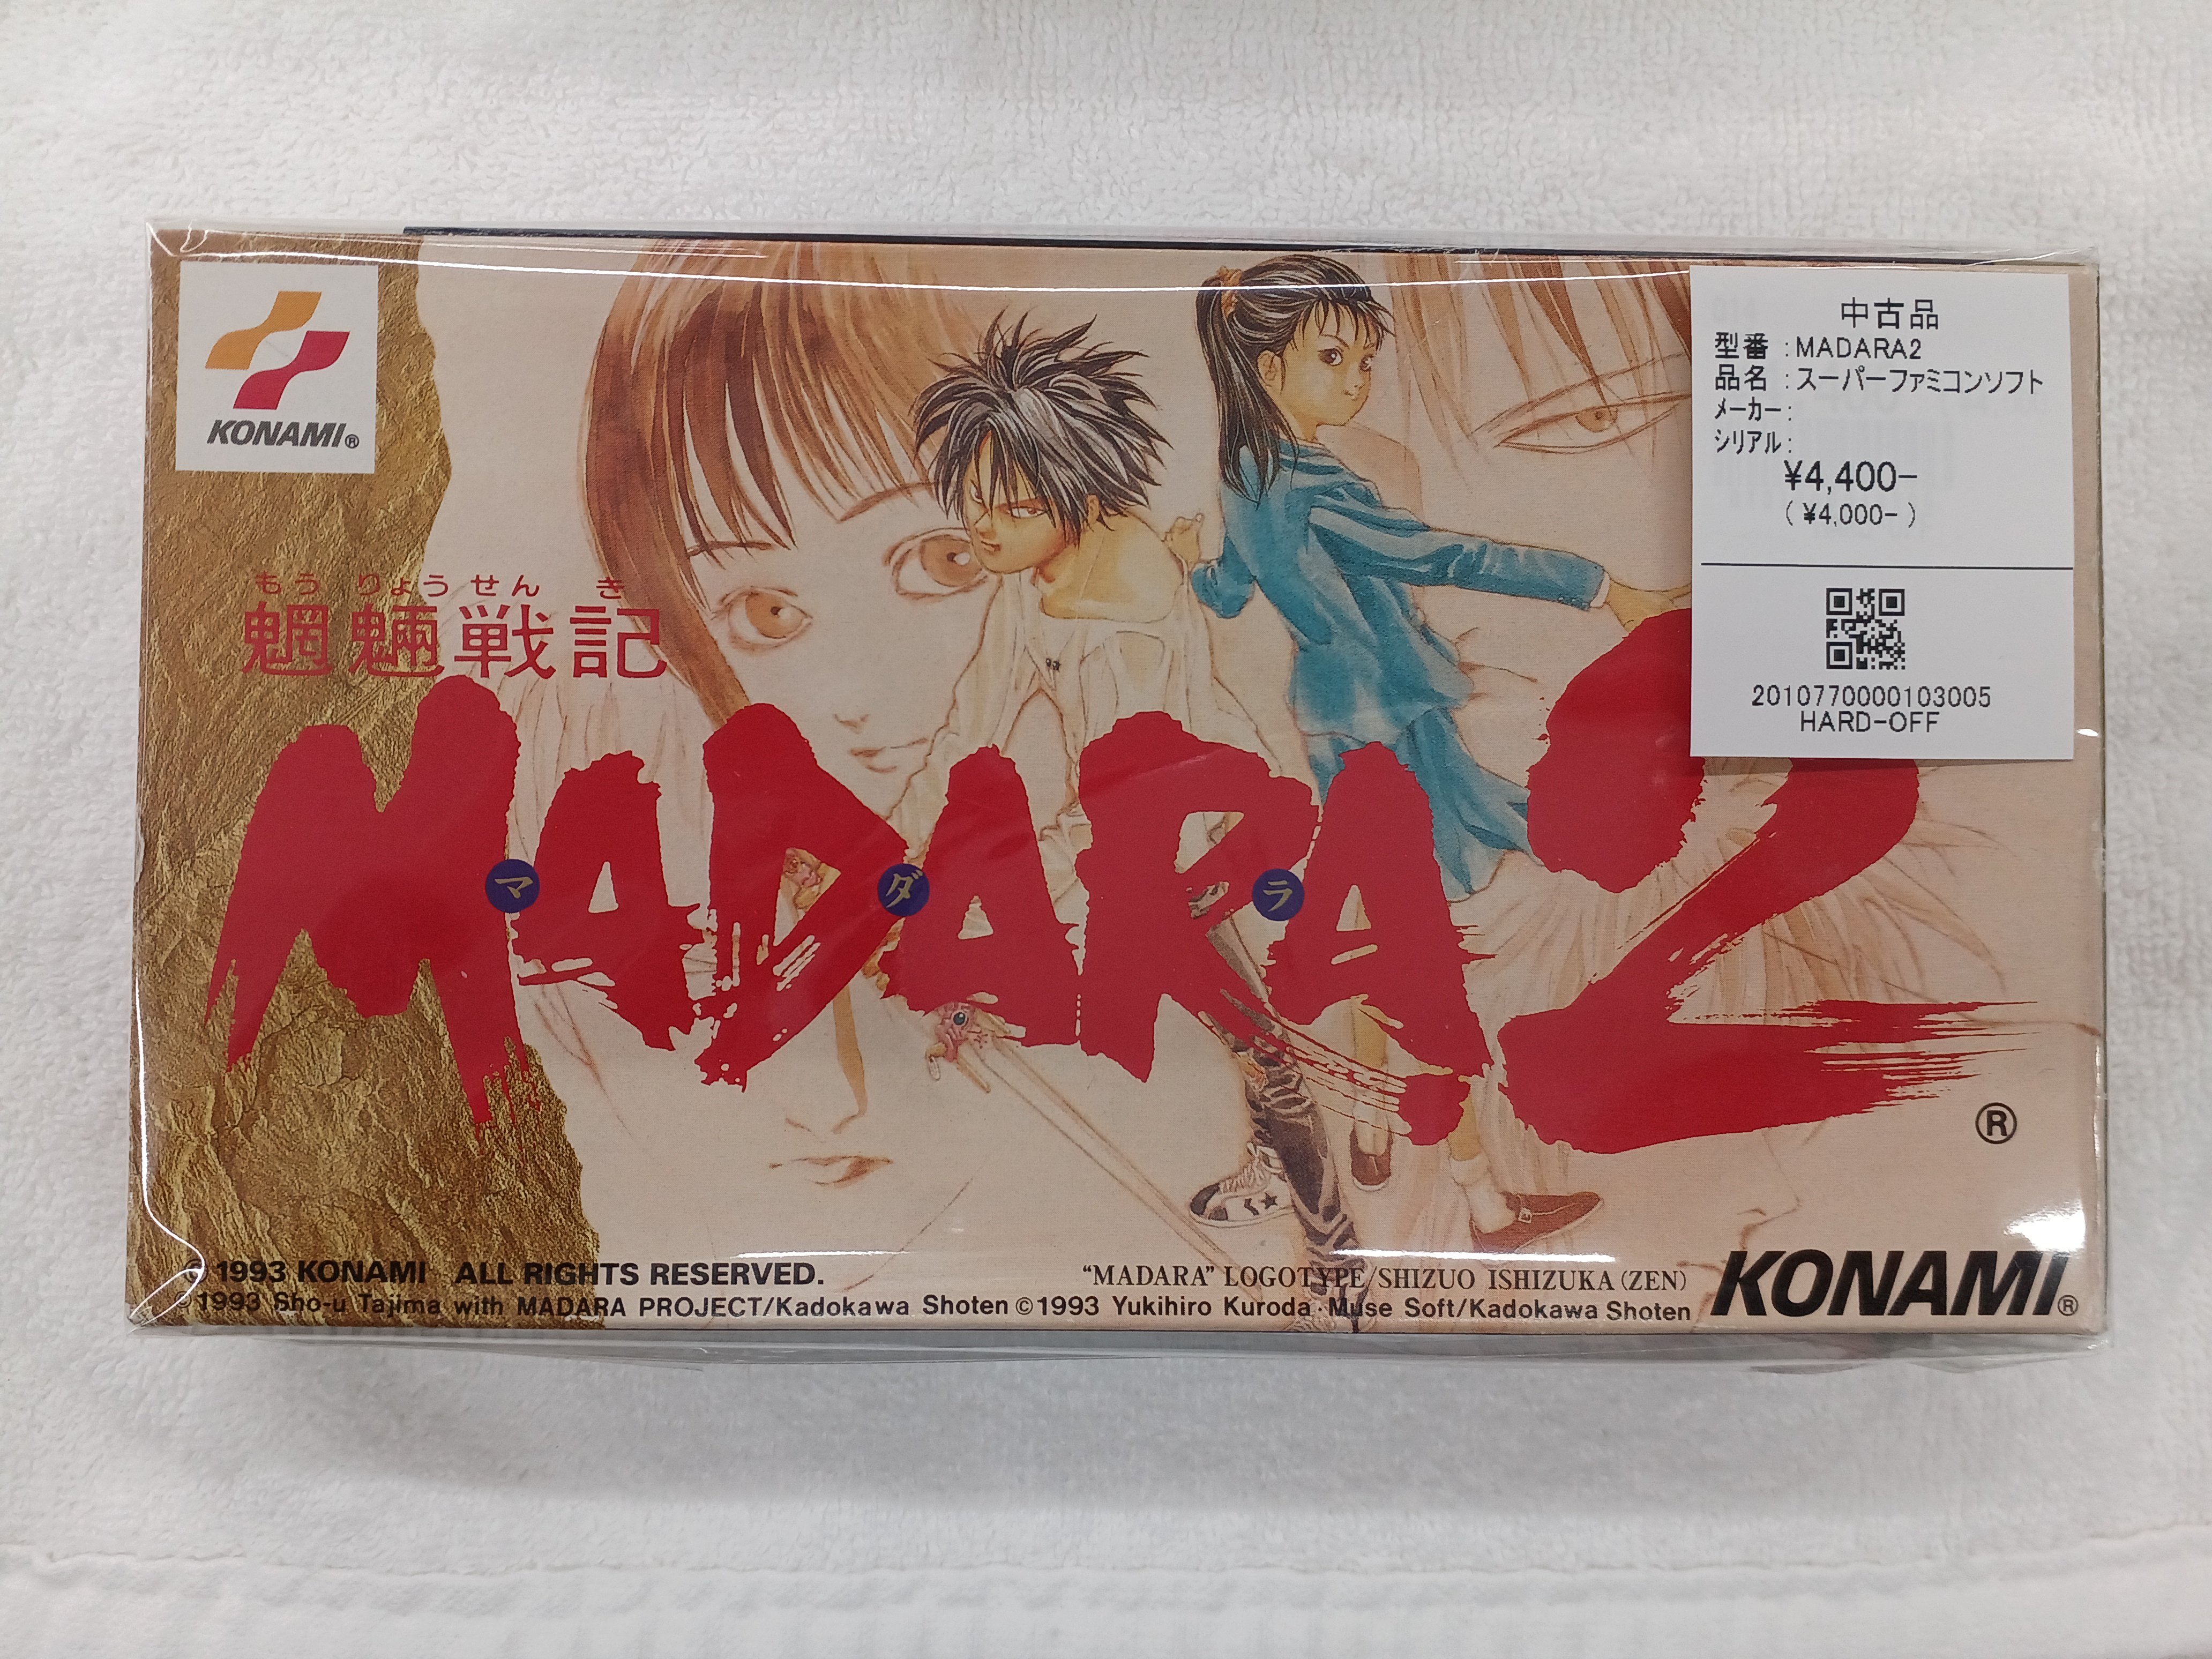 KONAMI®
もうりょうせんき
魍魎戦記
MADARA2
マダラ
®
中古品
型番 :MADARA2
品名 :スーパーファミコンソフト
メーカー:
シリアル:
¥4,400-
(¥4,000-)
2010770000103005
HARD-OFF
© 1993 KONAMI ALL RIGHTS RESERVED.
© 1993 Sho-u Tajima with MADARA PROJECT/Kadokawa Shoten © 1993 Yukihiro Kuroda・Muse Soft/Kadokawa Shoten
“MADARA” LOGOTYPE/SHIZUO ISHIZUKA (ZEN)
KONAMI®